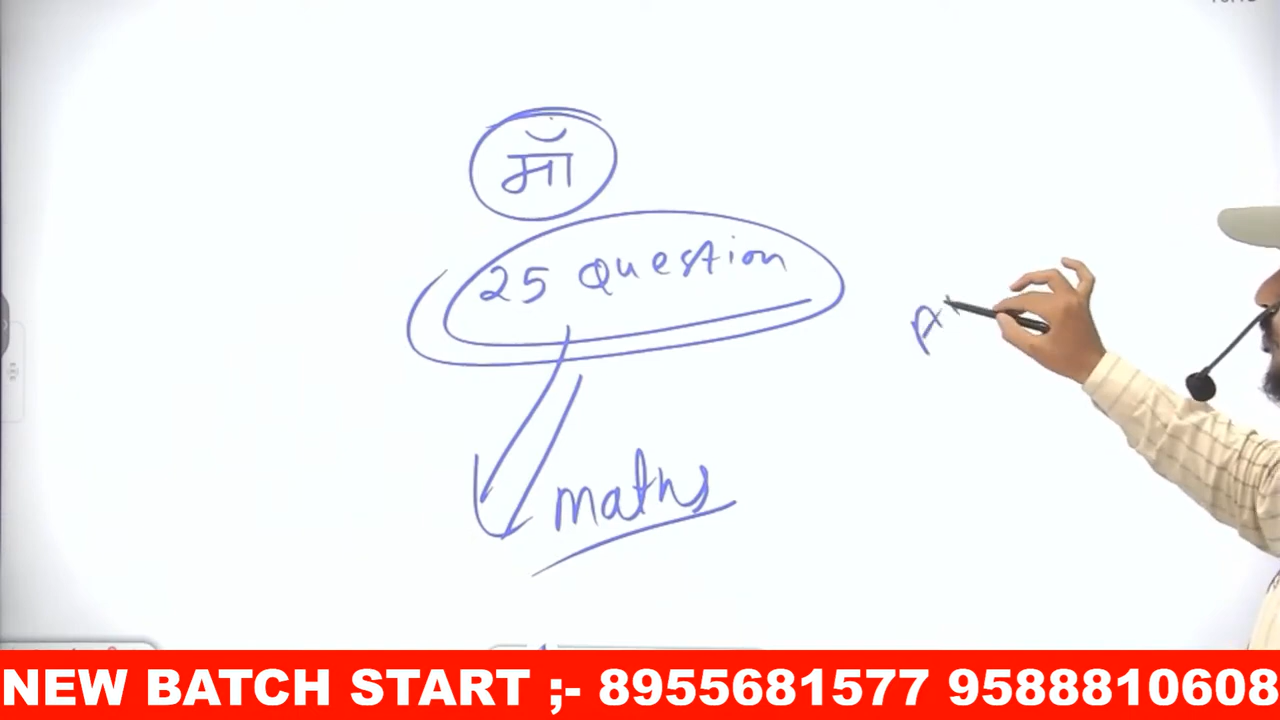 माँ
25 Question
maths
NEW BATCH START ;- 8955681577 9588810608